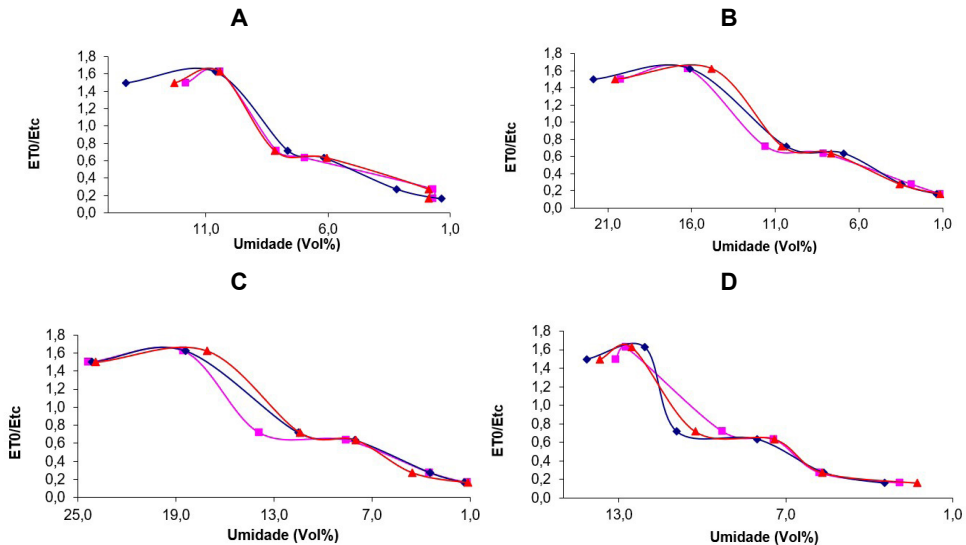 A
1,8
1,6
1,4
1,2
1,0
0,8
0,6
0,4
0,2
0,0
ET0/Etc
11,0 6,0 1,0
Umidade (Vol%)
B
1,8
1,6
1,4
1,2
1,0
0,8
0,6
0,4
0,2
0,0
ET0/Etc
21,0 16,0 11,0 6,0 1,0
Umidade (Vol%)
C
1,8
1,6
1,4
1,2
1,0
0,8
0,6
0,4
0,2
0,0
ET0/Etc
25,0 19,0 13,0 7,0 1,0
Umidade (Vol%)
D
1,8
1,6
1,4
1,2
1,0
0,8
0,6
0,4
0,2
0,0
ET0/Etc
13,0 7,0 1,0
Umidade (Vol%)